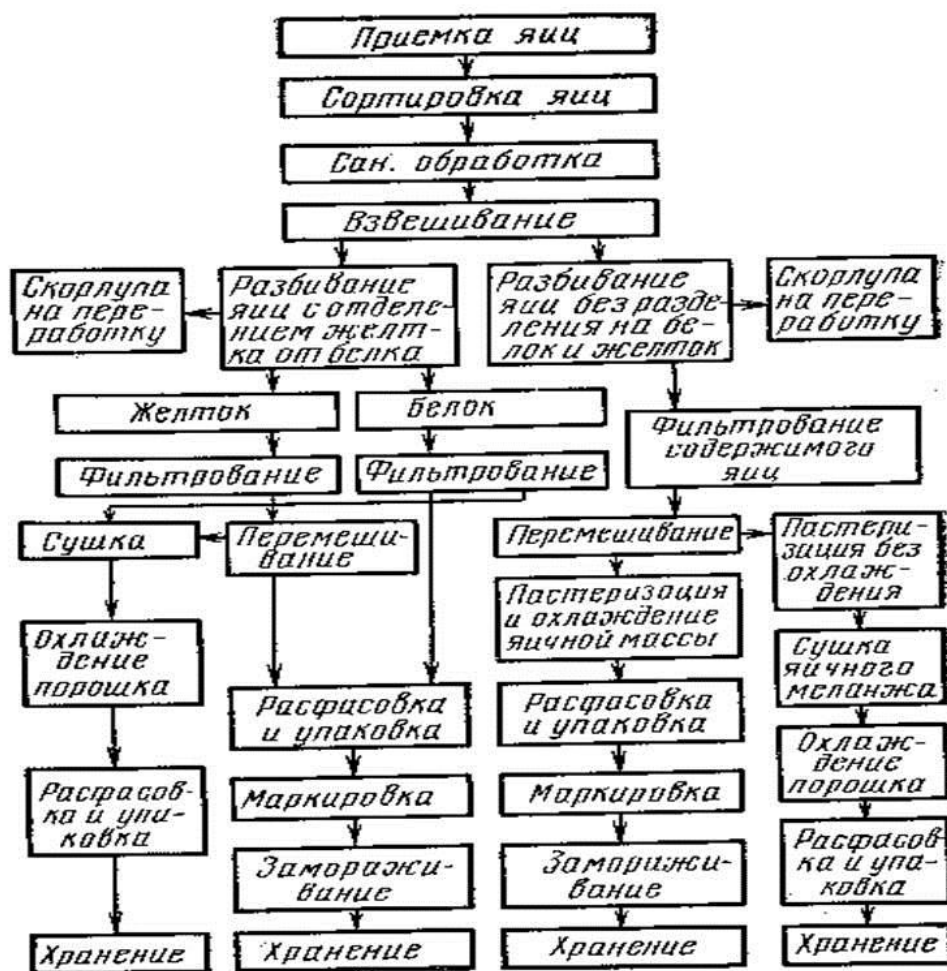 Приемка яиц
Сортировка яиц
Сан. обработка
Взвешивание
Скорлупа
на пере-
работку
Разбивание
яиц с отделе-
нием желт-
ка от белка
Разбивание
яиц без разде-
ления на бе-
лок и желток
Скорлупа
на пере-
работку
Желток
Белок
Фильтрование
содержимого
яиц
Фильтрование
Фильтрование
Сушка
Перемеши-
вание
Перемешивание
Пастери-
зация без
охлаж-
дения
Пастеризация
и охлаждение
яичной массы
Охлаж-
дение
порошка
Сушка
яичного
меланжа
Расфасовка
и упаковка
Расфасовка
и упаковка
Охлаж-
дение
порошка
Расфасов-
ка и упа-
ковка
Маркировка
Маркировка
Заморажи-
вание
Заморижи-
вание
Расфасов-
ка и упа-
ковка
Хранение
Хранение
Хранение
Хранение